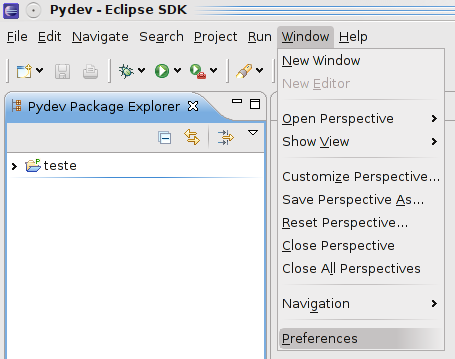 Pydev - Eclipse SDK
File Edit Navigate Search Project Run Window Help
Pydev Package Explorer
teste
New Window
New Editor
Open Perspective
Show View
Customize Perspective...
Save Perspective As...
Reset Perspective...
Close Perspective
Close All Perspectives
Navigation
Preferences